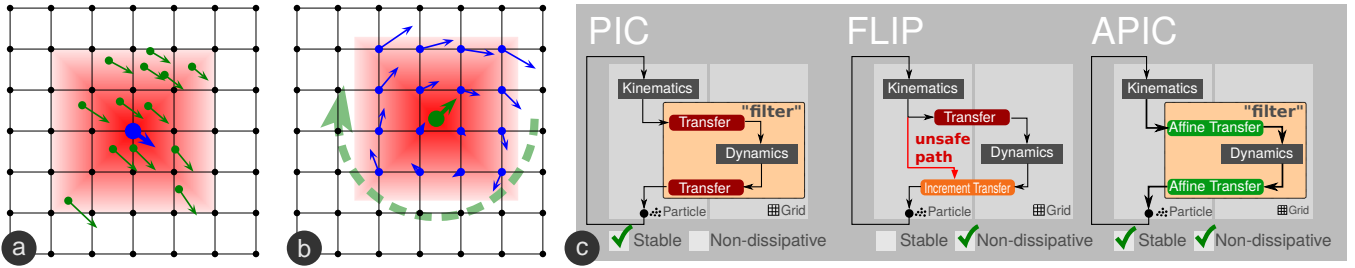 a
b
c
PIC
Kinematics
"filter"
Transfer
Dynamics
Transfer
Particle
Grid
Stable
Non-dissipative
FLIP
Kinematics
Transfer
unsafe
path
Dynamics
Increment Transfer
Particle
Grid
Stable
Non-dissipative
APIC
Kinematics
"filter"
Affine Transfer
Dynamics
Affine Transfer
Particle
Grid
Stable
Non-dissipative